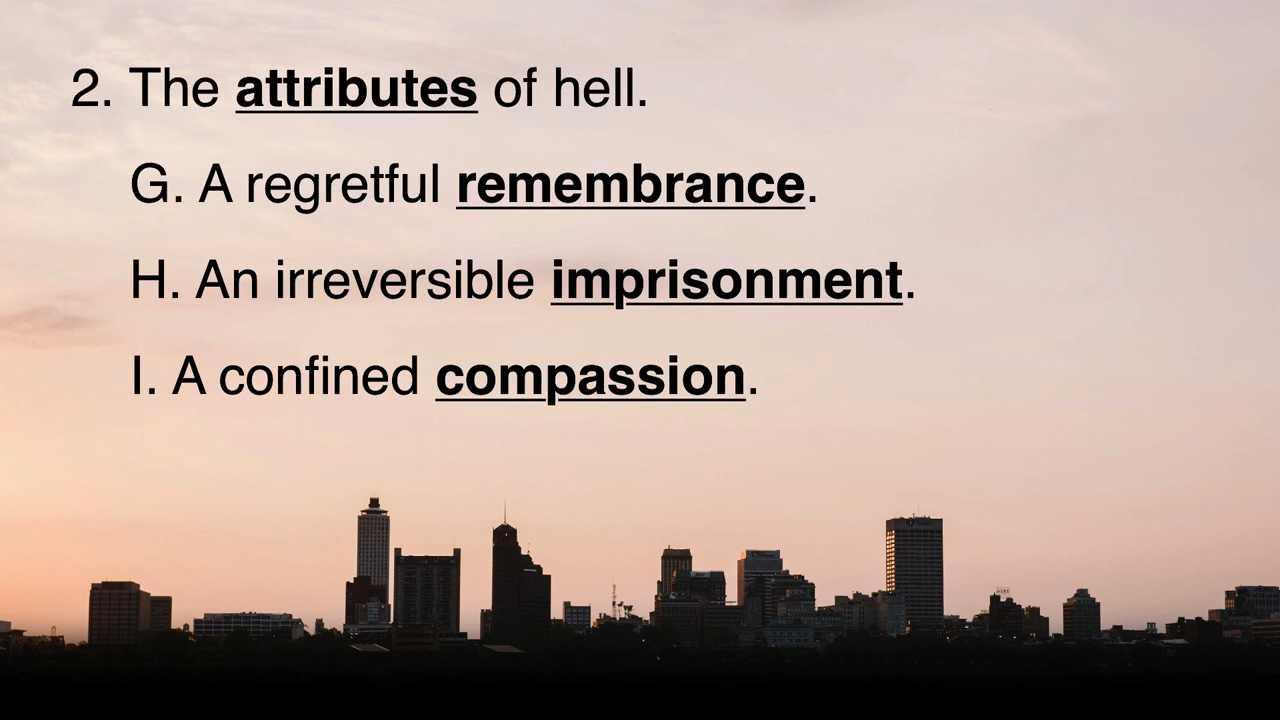 2. The attributes of hell.
G. A regretful remembrance.
H. An irreversible imprisonment.
I. A confined compassion.